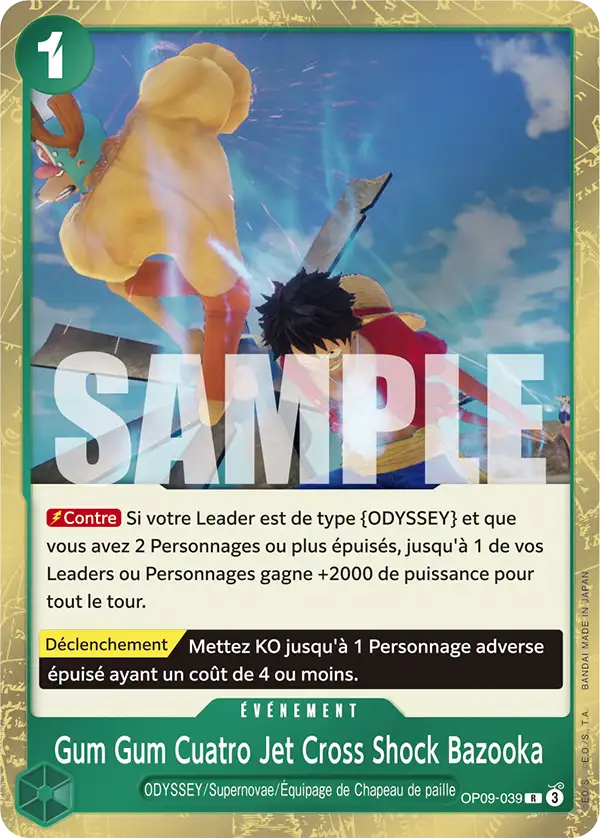 1
SAMPLE
Contre Si votre Leader est de type {ODYSSEY} et que
vous avez 2 Personnages ou plus épuisés, jusqu'à 1 de vos
Leaders ou Personnages gagne +2000 de puissance pour
tout le tour.
Déclenchement Mettez KO jusqu'à 1 Personnage adverse
épuisé ayant un coût de 4 ou moins.
ÉVÉNEMENT
Gum Gum Cuatro Jet Cross Shock Bazooka
ODYSSEY/Supernovae/Équipage de Chapeau de paille
OP09-039 R 3
BANDAI MADE IN JAPAN